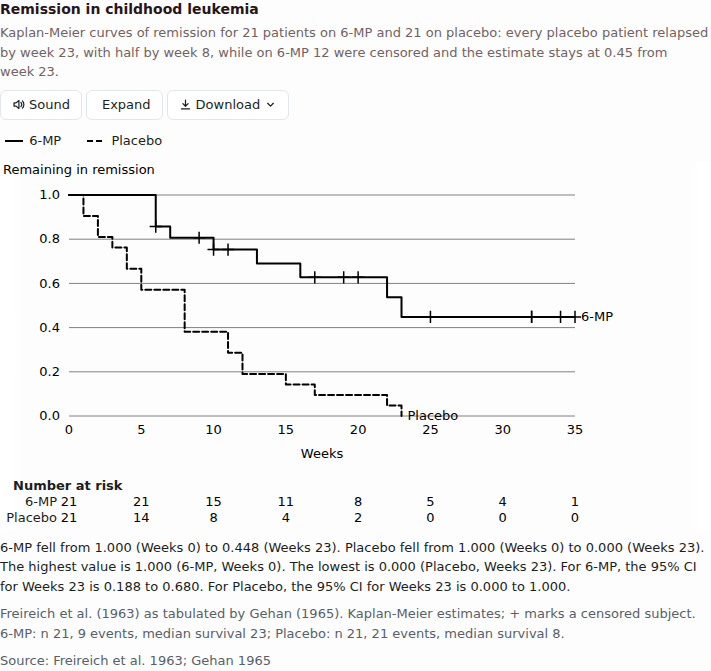 Remission in childhood leukemia
Kaplan-Meier curves of remission for 21 patients on 6-MP and 21 on placebo: every placebo patient relapsed
by week 23, with half by week 8, while on 6-MP 12 were censored and the estimate stays at 0.45 from
week 23.
Sound Expand Download
6-MP Placebo
Remaining in remission
1.0
0.8
0.6
0.4
0.2
0.0
6-MP
Placebo
0 5 10 15 20 25 30 35
Weeks
Number at risk
6-MP 21 21 15 11 8 5 4 1
Placebo 21 14 8 4 2 0 0 0
6-MP fell from 1.000 (Weeks 0) to 0.448 (Weeks 23). Placebo fell from 1.000 (Weeks 0) to 0.000 (Weeks 23).
The highest value is 1.000 (6-MP, Weeks 0). The lowest is 0.000 (Placebo, Weeks 23). For 6-MP, the 95% CI
for Weeks 23 is 0.188 to 0.680. For Placebo, the 95% CI for Weeks 23 is 0.000 to 1.000.
Freireich et al. (1963) as tabulated by Gehan (1965). Kaplan-Meier estimates; + marks a censored subject.
6-MP: n 21, 9 events, median survival 23; Placebo: n 21, 21 events, median survival 8.
Source: Freireich et al. 1963; Gehan 1965